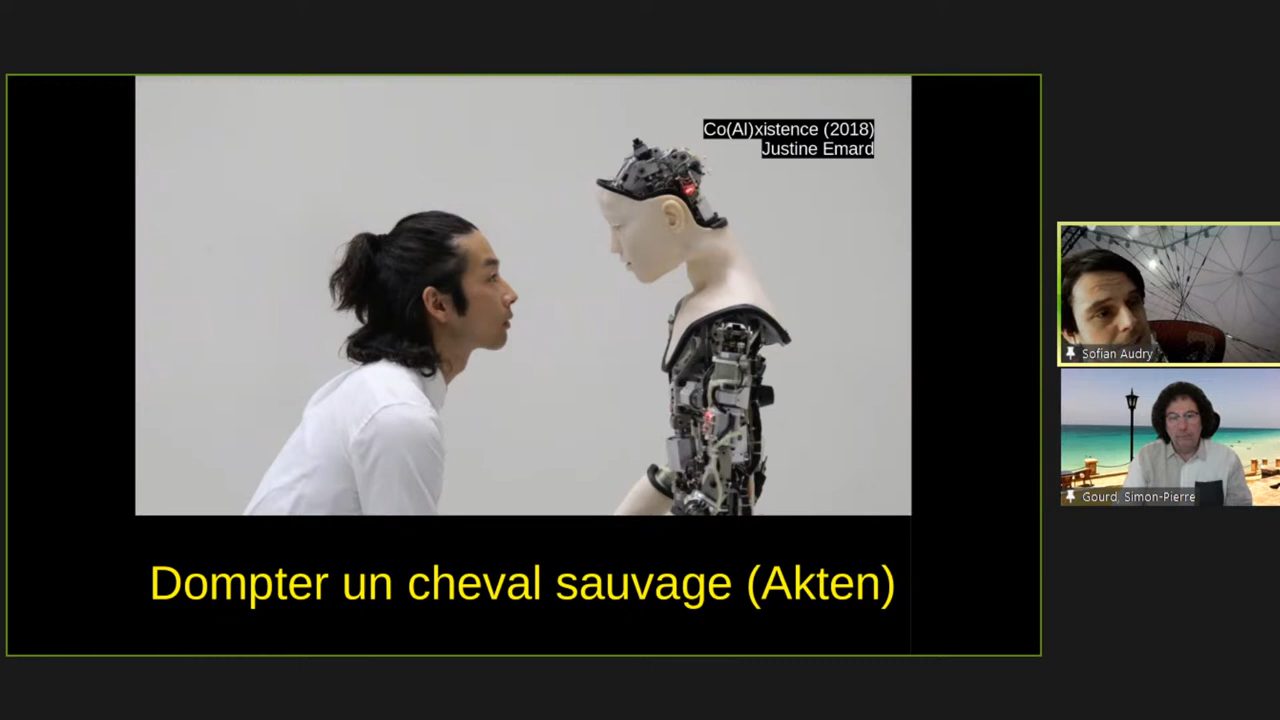 Co(AI)xistence (2018)
Justine Emard
Dompter un cheval sauvage (Akten)
Sofian Audry
Gourd, Simon-Pierre